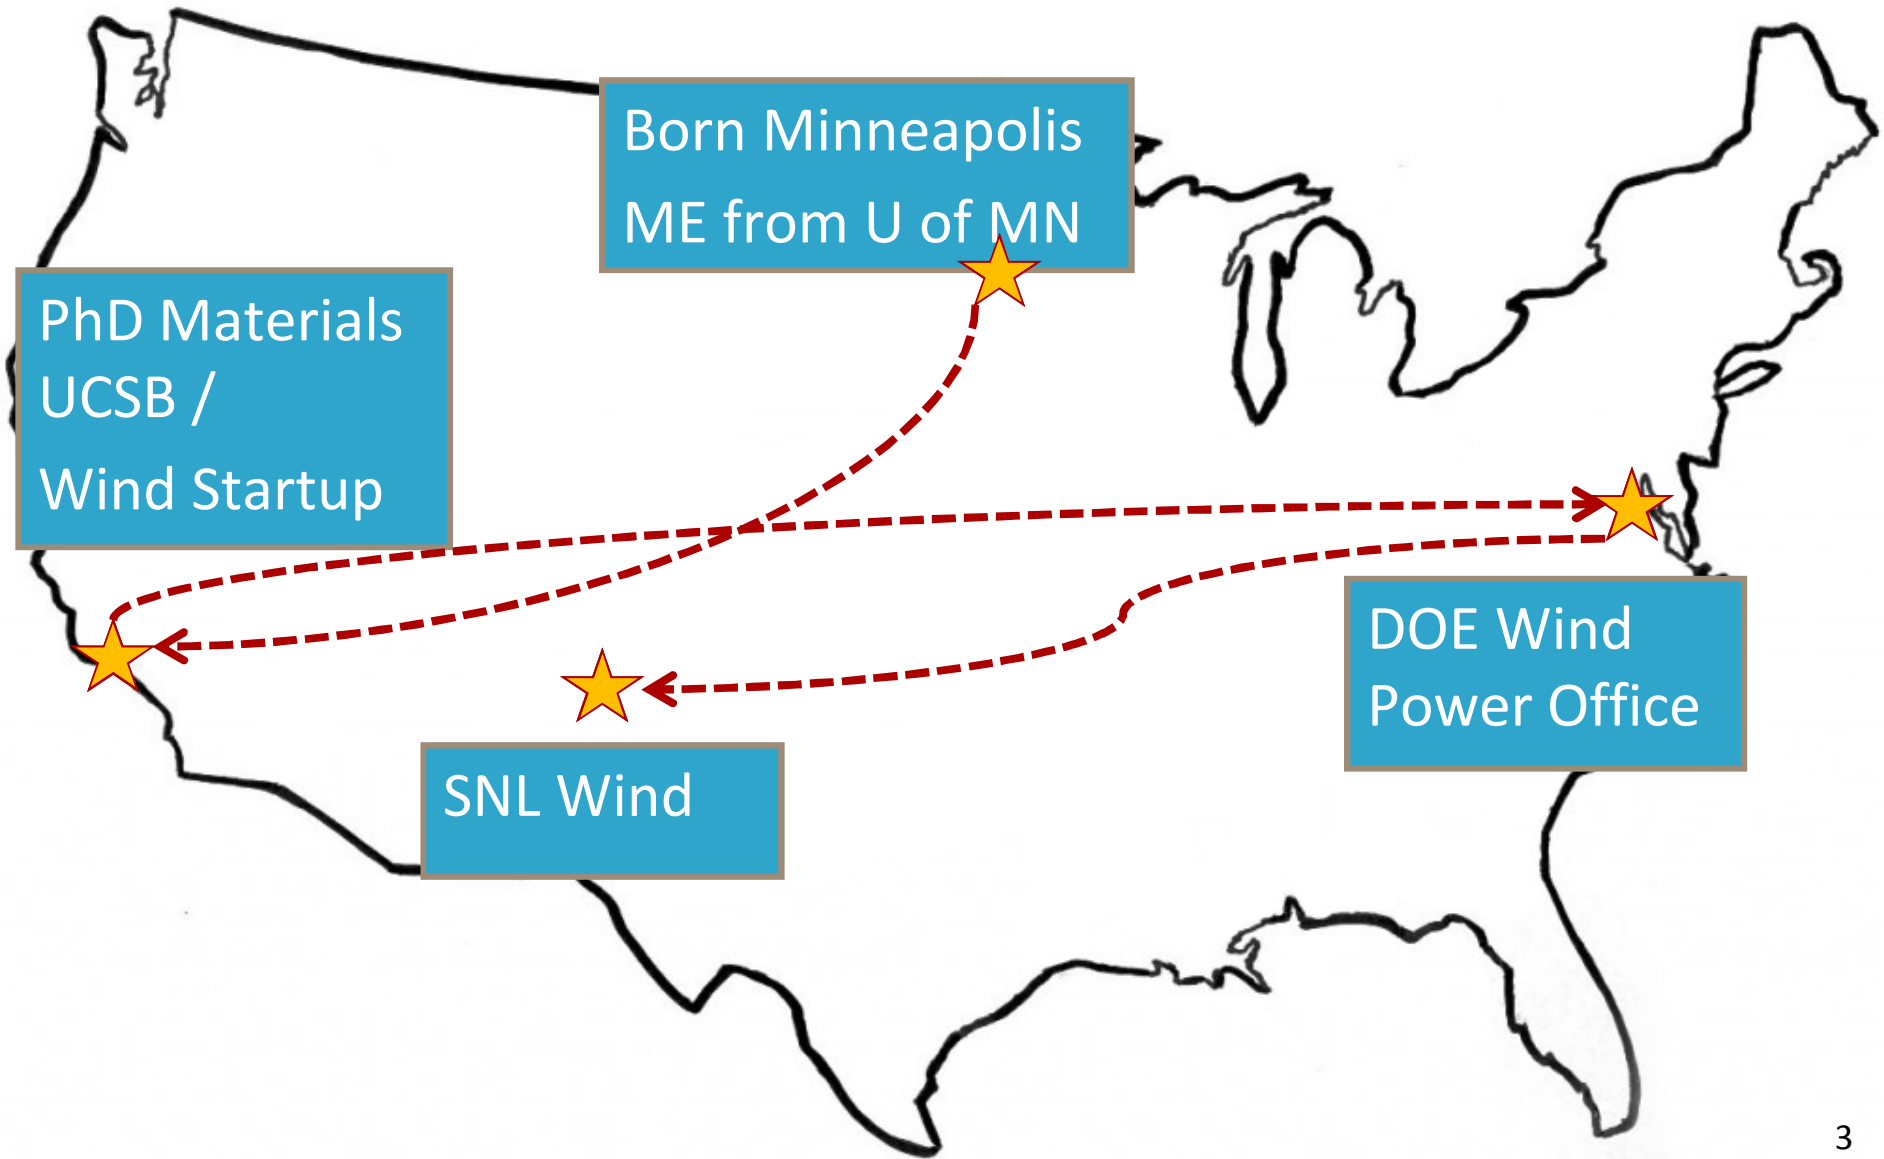 Born Minneapolis
ME from U of MN
PhD Materials
UCSB /
Wind Startup
DOE Wind
Power Office
SNL Wind
3